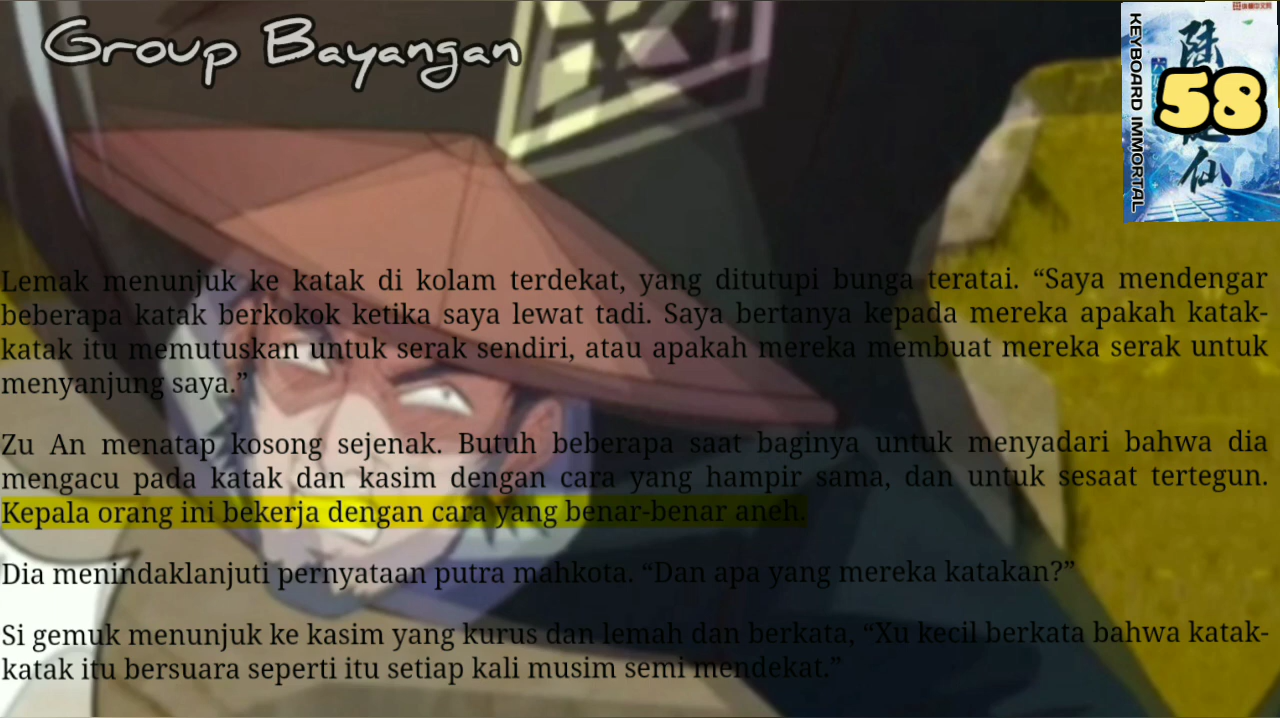 Group Bayangan
KEYBOARD IMMORTAL
58
Lemak menunjuk ke katak di kolam terdekat, yang ditutupi bunga teratai. “Saya mendengar
beberapa katak berkokok ketika saya lewat tadi. Saya bertanya kepada mereka apakah katak-
katak itu memutuskan untuk serak sendiri, atau apakah mereka membuat mereka serak untuk
menyanjung saya.”
Zu An menatap kosong sejenak. Butuh beberapa saat baginya untuk menyadari bahwa dia
mengacu pada katak dan kasim dengan cara yang hampir sama, dan untuk sesaat tertegun.
Kepala orang ini bekerja dengan cara yang benar-benar aneh.
Dia menindaklanjuti pernyataan putra mahkota. “Dan apa yang mereka katakan?”
Si gemuk menunjuk ke kasim yang kurus dan lemah dan berkata, “Xu kecil berkata bahwa katak-
katak itu bersuara seperti itu setiap kali musim semi mendekat.”